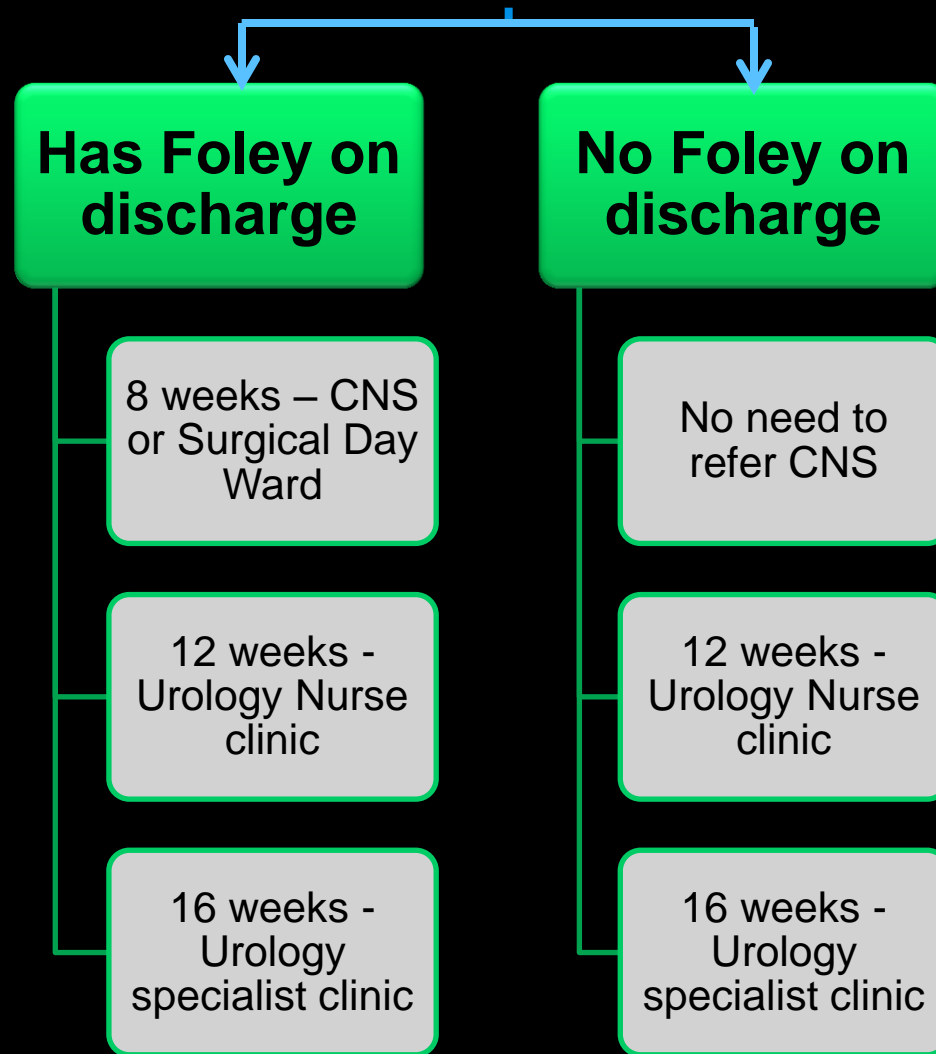 Has Foley on
discharge
8 weeks – CNS
or Surgical Day
Ward
12 weeks -
Urology Nurse
clinic
16 weeks -
Urology
specialist clinic
No Foley on
discharge
No need to
refer CNS
12 weeks -
Urology Nurse
clinic
16 weeks -
Urology
specialist clinic